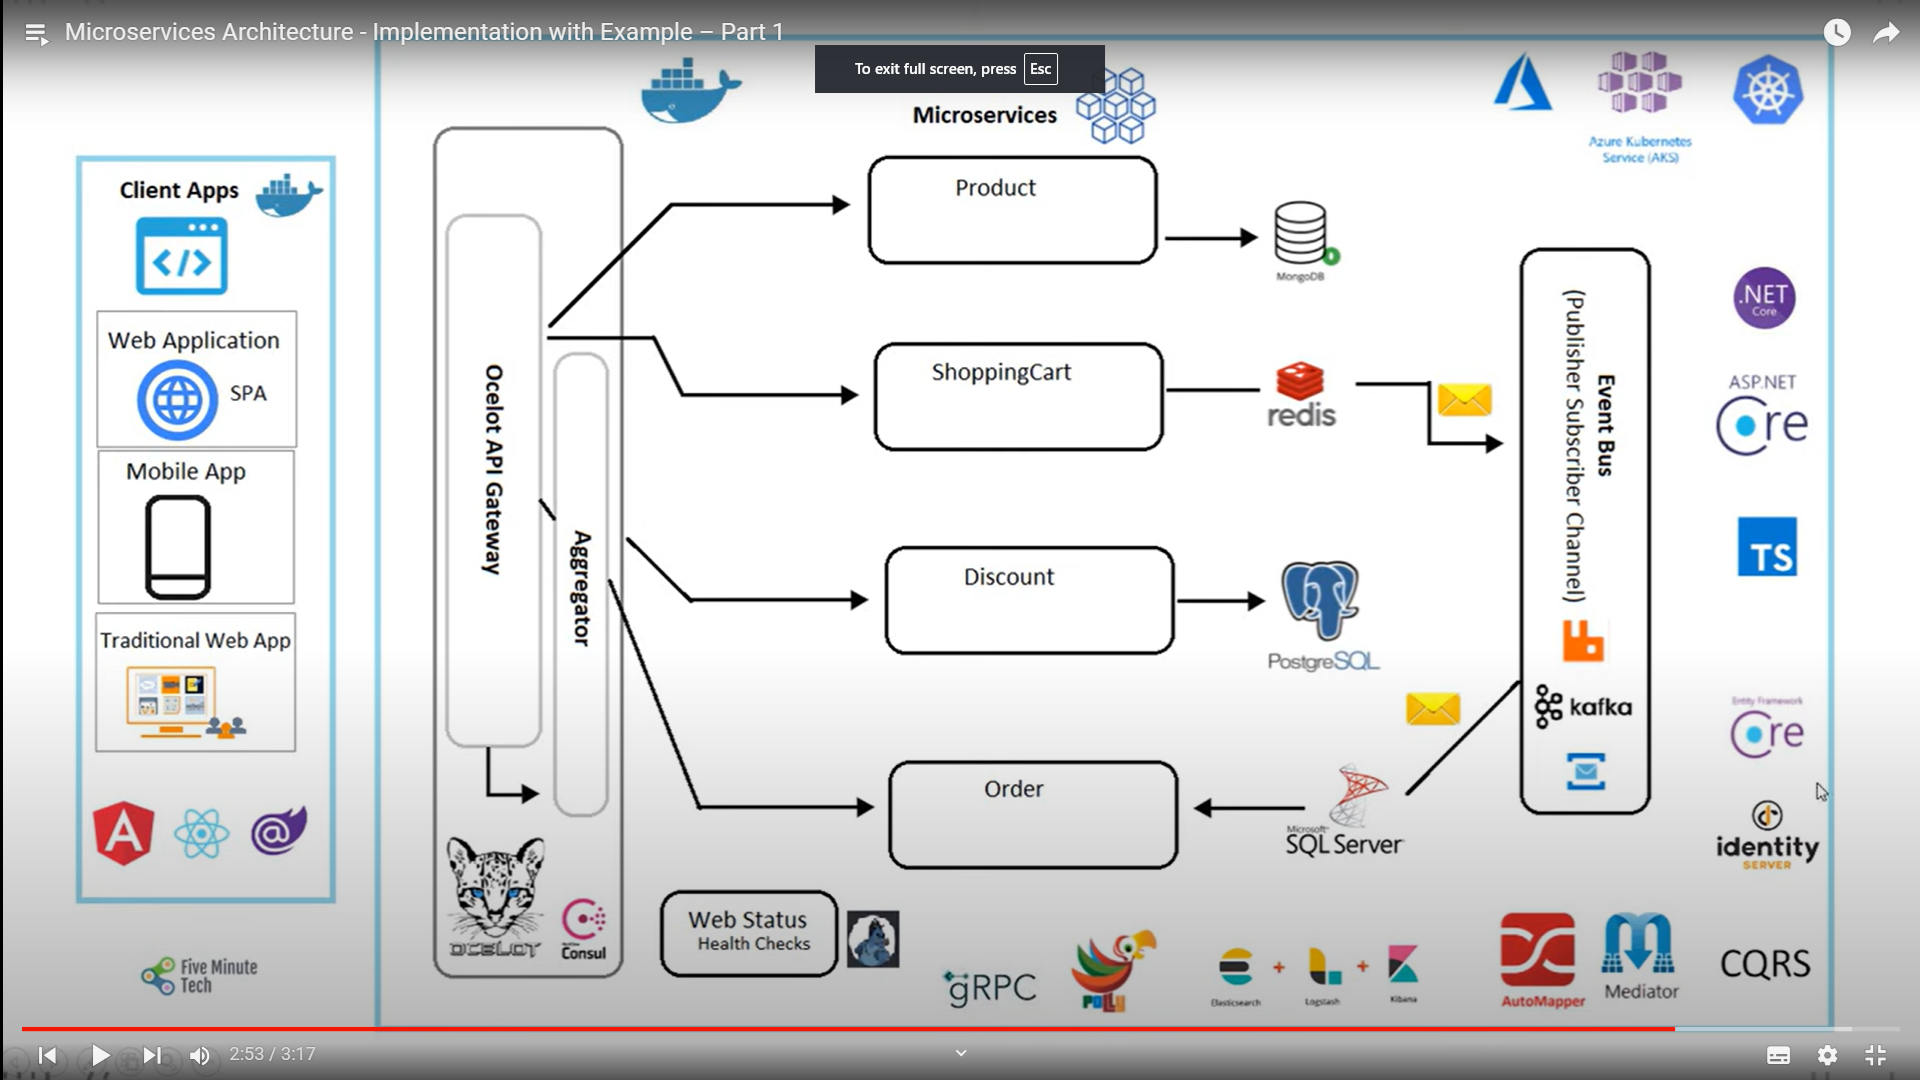 Microservices Architecture - Implementation with Example – Part 1
To exit full screen, press Esc
Microservices
Azure Kubernetes
Service (AKS)
Client Apps
Web Application
SPA
Mobile App
Traditional Web App
Five Minute
Tech
Ocelot API Gateway
Aggregator
OCELOT
HashiCorp
Consul
Product
MongoDB
ShoppingCart
redis
Discount
PostgreSQL
Order
Microsoft
SQL Server
Web Status
Health Checks
gRPC
POLLY
Elasticsearch
+
Logstash
+
Kibana
Event Bus
(Publisher Subscriber Channel)
kafka
.NET
Core
ASP.NET
Core
TS
Entity Framework
Core
identity
SERVER
AutoMapper
Mediator
CQRS
2:53 / 3:17